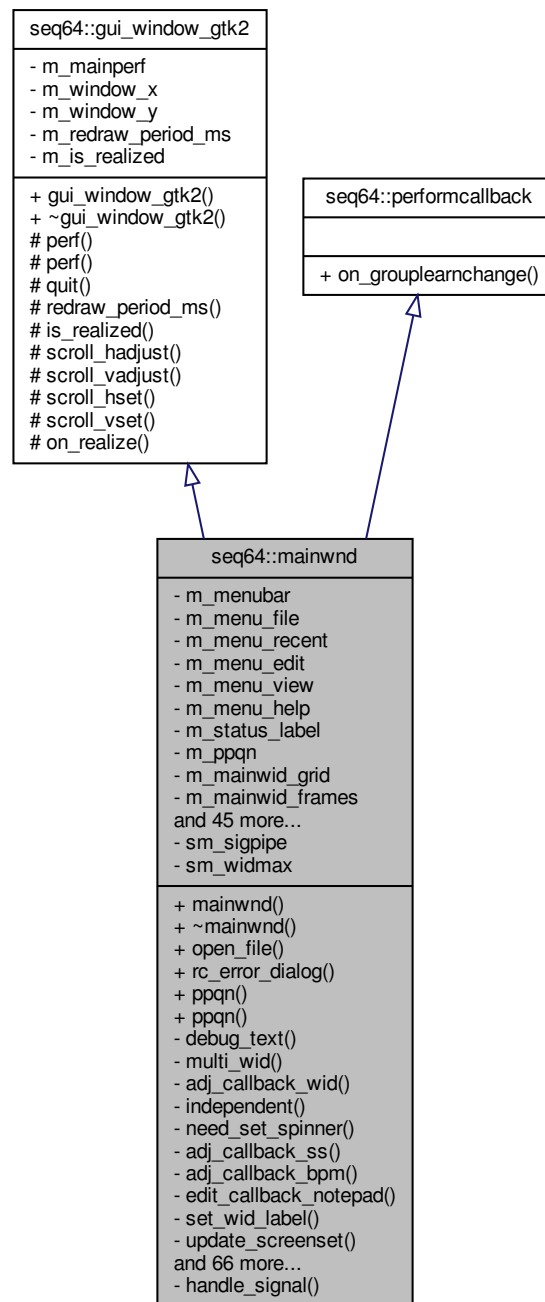 seq64::gui_window_gtk2
- m_mainperf
- m_window_x
- m_window_y
- m_redraw_period_ms
- m_is_realized
+ gui_window_gtk2()
+ ~gui_window_gtk2()
# perf()
# perf()
# quit()
# redraw_period_ms()
# is_realized()
# scroll_hadjust()
# scroll_vadjust()
# scroll_hset()
# scroll_vset()
# on_realize()
seq64::performcallback
+ on_grouplearnchange()
seq64::mainwnd
- m_menubar
- m_menu_file
- m_menu_recent
- m_menu_edit
- m_menu_view
- m_menu_help
- m_status_label
- m_ppqn
- m_mainwid_grid
- m_mainwid_frames
and 45 more...
- sm_sigpipe
- sm_widmax
+ mainwnd()
+ ~mainwnd()
+ open_file()
+ rc_error_dialog()
+ ppqn()
+ ppqn()
- debug_text()
- multi_wid()
- adj_callback_wid()
- independent()
- need_set_spinner()
- adj_callback_ss()
- adj_callback_bpm()
- edit_callback_notepad()
- set_wid_label()
- update_screenset()
and 66 more...
- handle_signal()